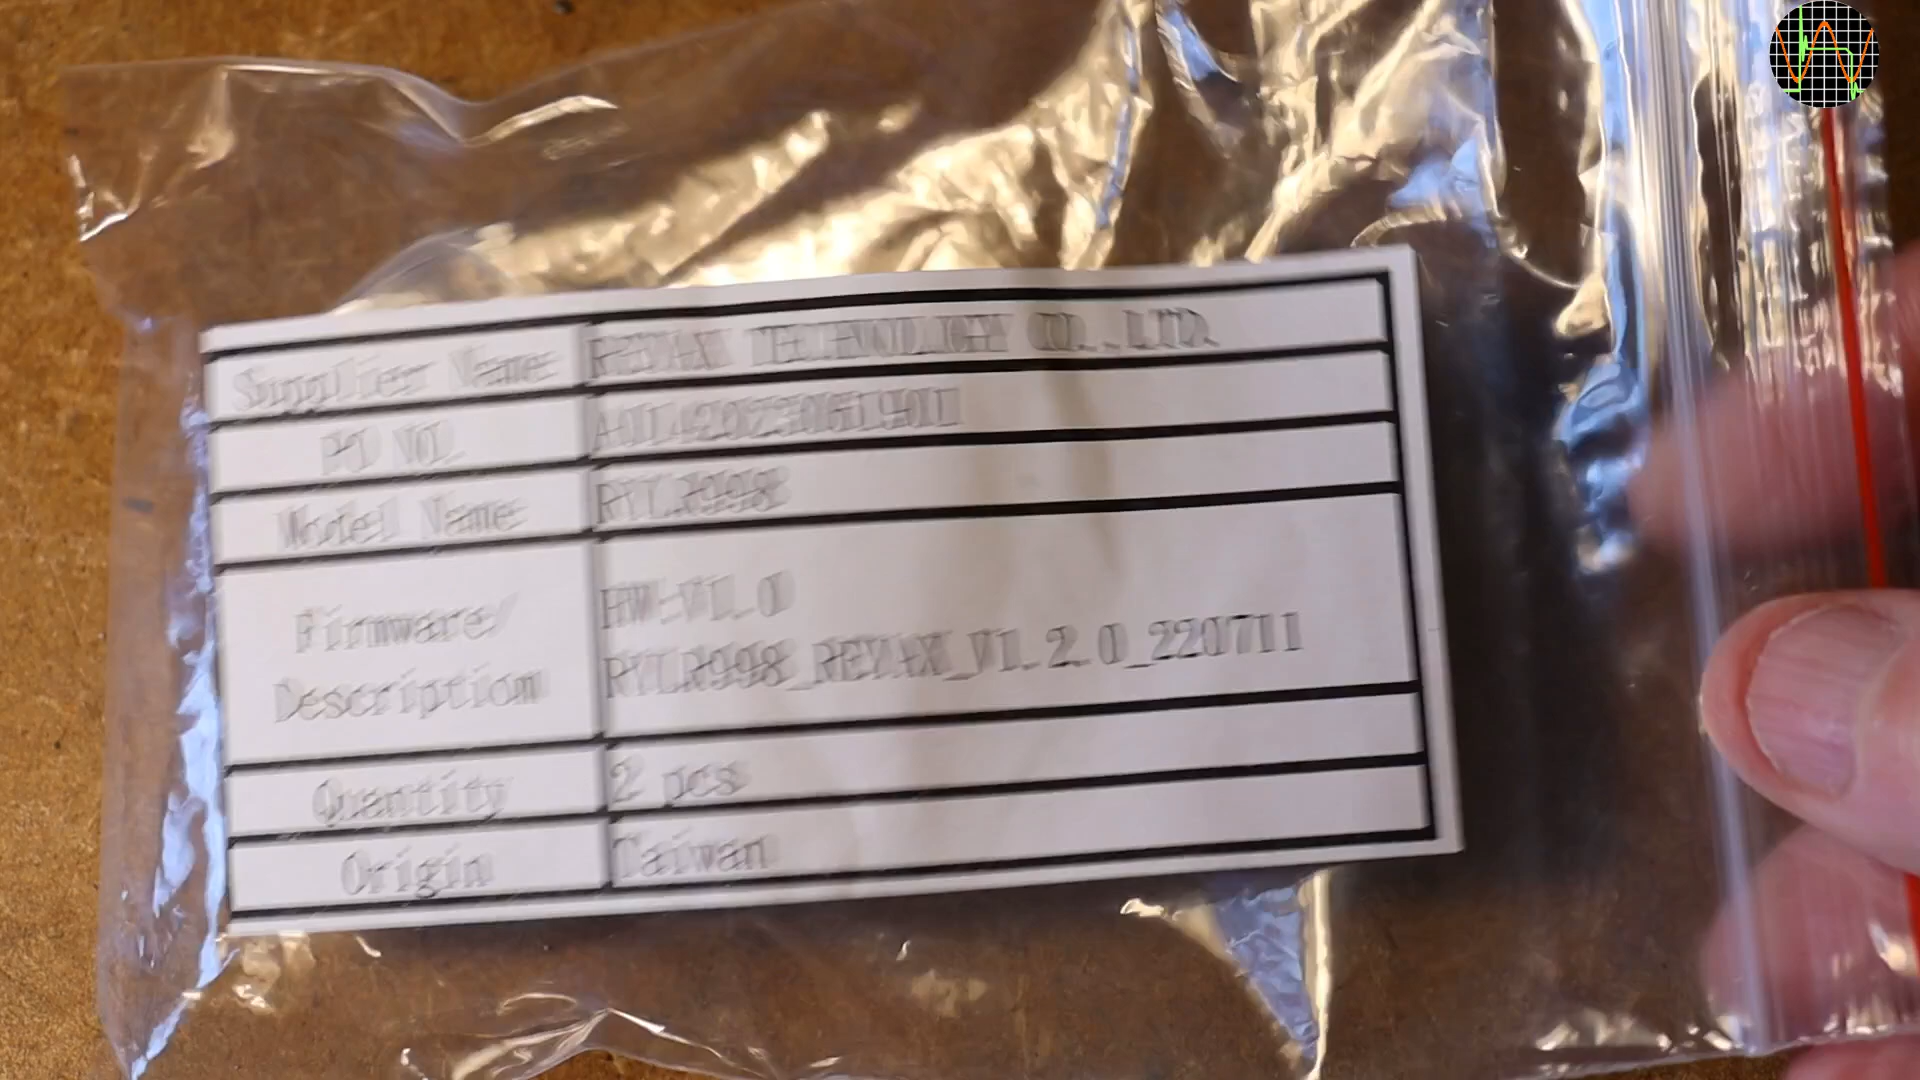 Supplier Name REYAX TECHNOLOGY CO., LTD.
PO NO.
Model Name RYLR998
Firmware/
Description
HW:V1.0
RYLR998_REYAX_V1.2.0_220711
Quantity 2 pcs
Origin Taiwan